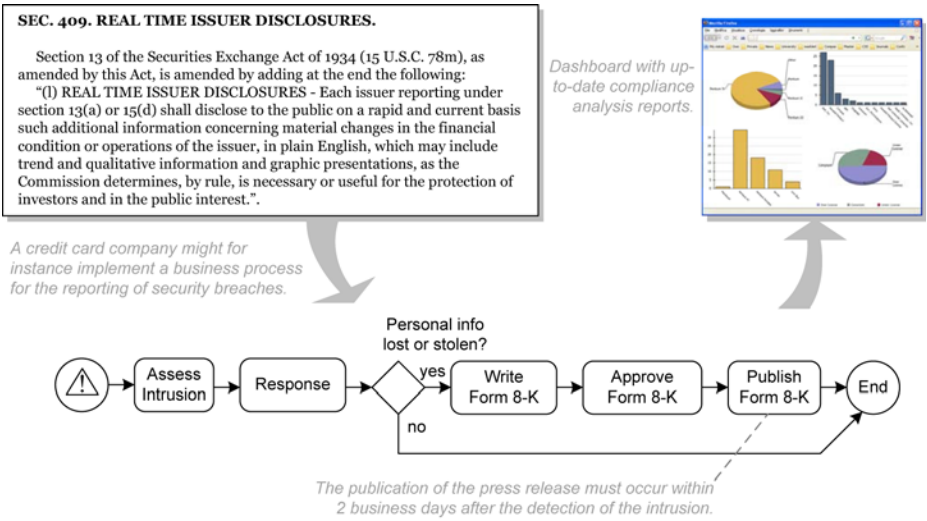 SEC. 409. REAL TIME ISSUER DISCLOSURES.
Section 13 of the Securities Exchange Act of 1934 (15 U.S.C. 78m), as
amended by this Act, is amended by adding at the end the following:
“(l) REAL TIME ISSUER DISCLOSURES - Each issuer reporting under
section 13(a) or 15(d) shall disclose to the public on a rapid and current basis
such additional information concerning material changes in the financial
condition or operations of the issuer, in plain English, which may include
trend and qualitative information and graphic presentations, as the
Commission determines, by rule, is necessary or useful for the protection of
investors and in the public interest.”.
Dashboard with up-
to-date compliance
analysis reports.
A credit card company might for
instance implement a business process
for the reporting of security breaches.
Personal info
lost or stolen?
Assess
Intrusion
Response
yes
Write
Form 8-K
Approve
Form 8-K
Publish
Form 8-K
End
no
The publication of the press release must occur within
2 business days after the detection of the intrusion.